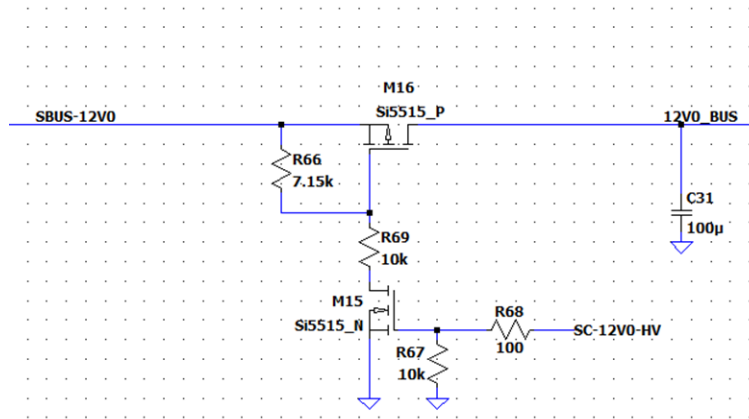 M16
Si5515_P
SBUS-12V0
12V0_BUS
R66
7.15k
C31
100µ
R69
10k
M15
Si5515_N
R68
100
SC-12V0-HV
R67
10k